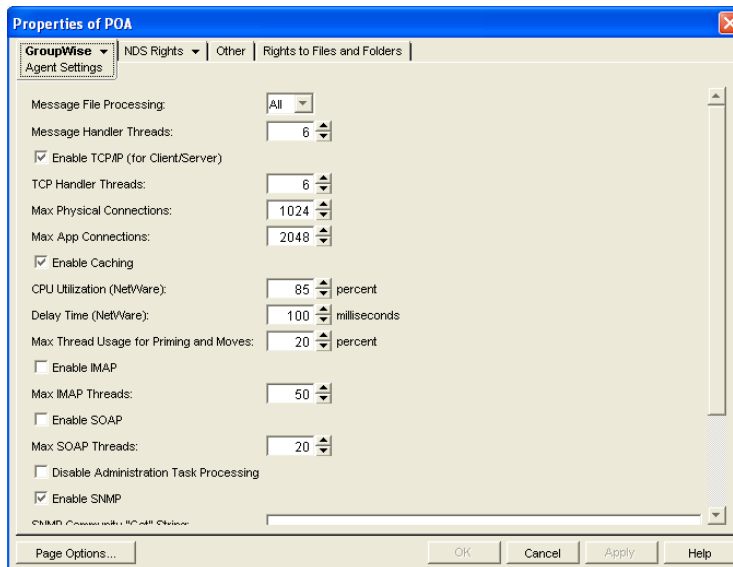 Properties of POA
GroupWise NDS Rights Other Rights to Files and Folders
Agent Settings
Message File Processing: All
Message Handler Threads: 6
Enable TCP/IP (for Client/Server)
TCP Handler Threads: 6
Max Physical Connections: 1024
Max App Connections: 2048
Enable Caching
CPU Utilization (NetWare): 85 percent
Delay Time (NetWare): 100 milliseconds
Max Thread Usage for Priming and Moves: 20 percent
Enable IMAP
Max IMAP Threads: 50
Enable SOAP
Max SOAP Threads: 20
Disable Administration Task Processing
Enable SNMP
SNMP Community "Get" String:
Page Options... OK Cancel Apply Help